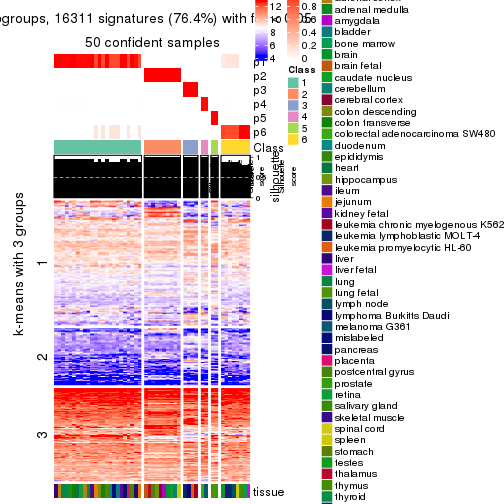 groups, 16311 signatures (76.4%) with
50 confident samples
p1
p2
p3
p4
p5
p6
Class
silhouette
score
1
0.5
0
k-means with 3 groups
1
2
3
tissue
12
10
8
6
0.8
0.6
0.4
0.2
0
Class
1
2
3
4
5
6
adrenal medulla
amygdala
bladder
bone marrow
brain
brain fetal
caudate nucleus
cerebellum
cerebral cortex
colon descending
colon transverse
colorectal adenocarcinoma SW480
duodenum
epididymis
heart
hippocampus
ileum
jejunum
kidney fetal
leukemia chronic myelogenous K562
leukemia lymphoblastic MOLT-4
leukemia promyelocytic HL-60
liver
liver fetal
lung
lung fetal
lymph node
lymphoma Burkitts Daudi
melanoma G361
mislabeled
pancreas
placenta
postcentral gyrus
prostate
retina
salivary gland
skeletal muscle
spinal cord
spleen
stomach
testes
thalamus
thymus
thyroid